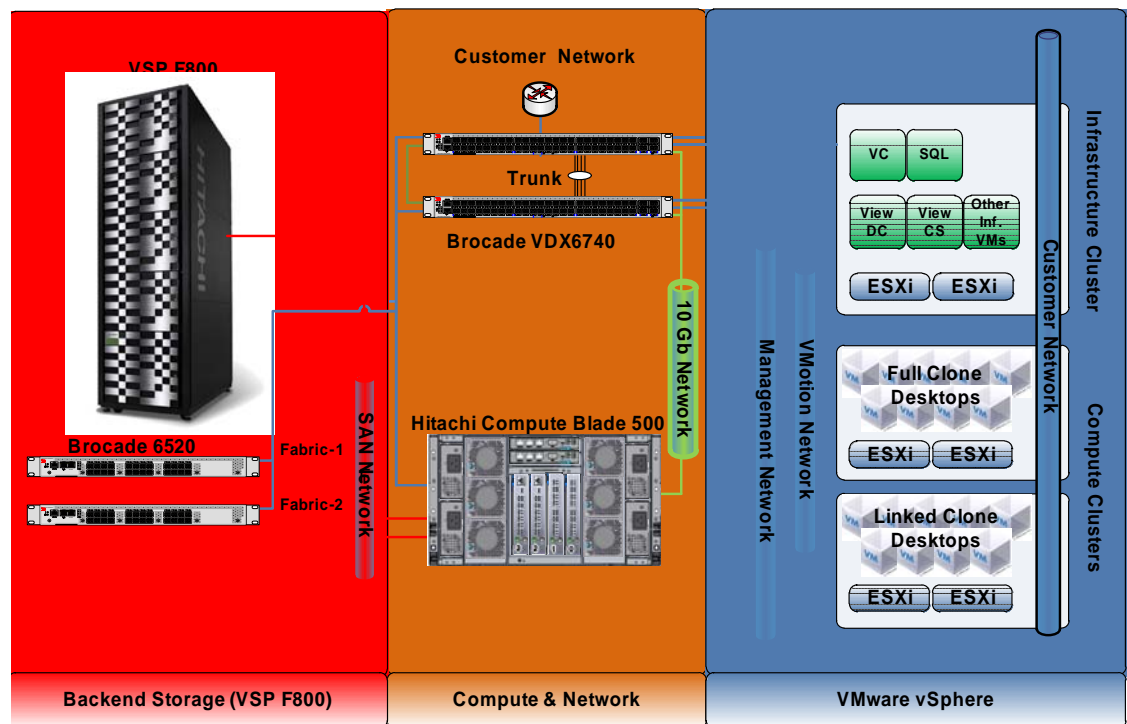 VSP F800
HITACHI
Brocade 6520
Fabric-1
Fabric-2
SAN Network
Backend Storage (VSP F800)
Customer Network
Trunk
Brocade VDX6740
10 Gb Network
Hitachi Compute Blade 500
Compute & Network
Management Network
VMotion Network
VC
SQL
View
DC
View
CS
Other
Inf.
VMs
ESXi
ESXi
Infrastructure Cluster
Customer Network
Full Clone
Desktops
ESXi
ESXi
Compute Clusters
Linked Clone
Desktops
ESXi
ESXi
VMware vSphere